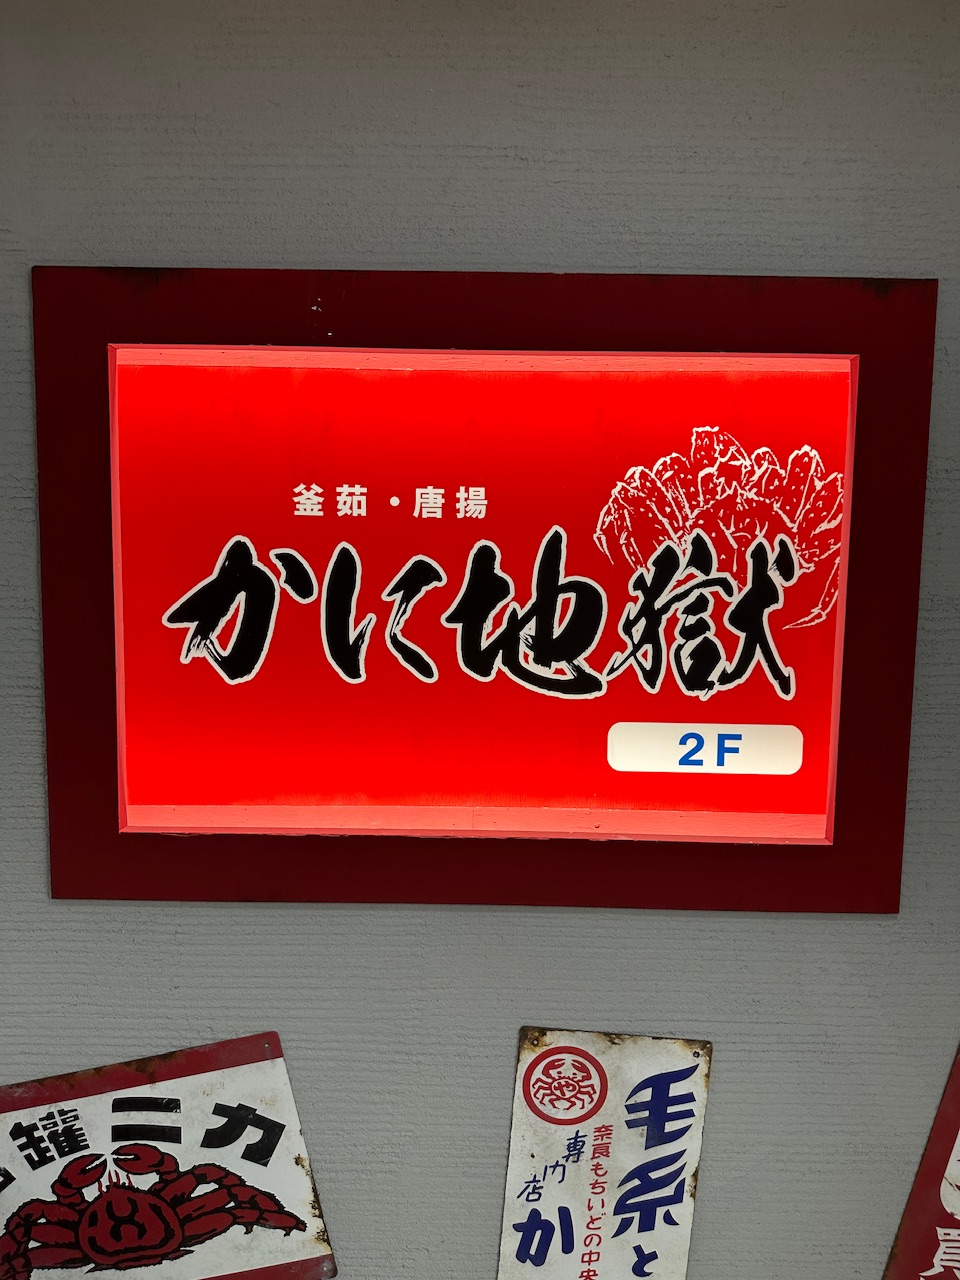 釜茹・唐揚
かに地獄
2F
罐ニカ
毛糸と
奈良もちいどの中央
専門店
か